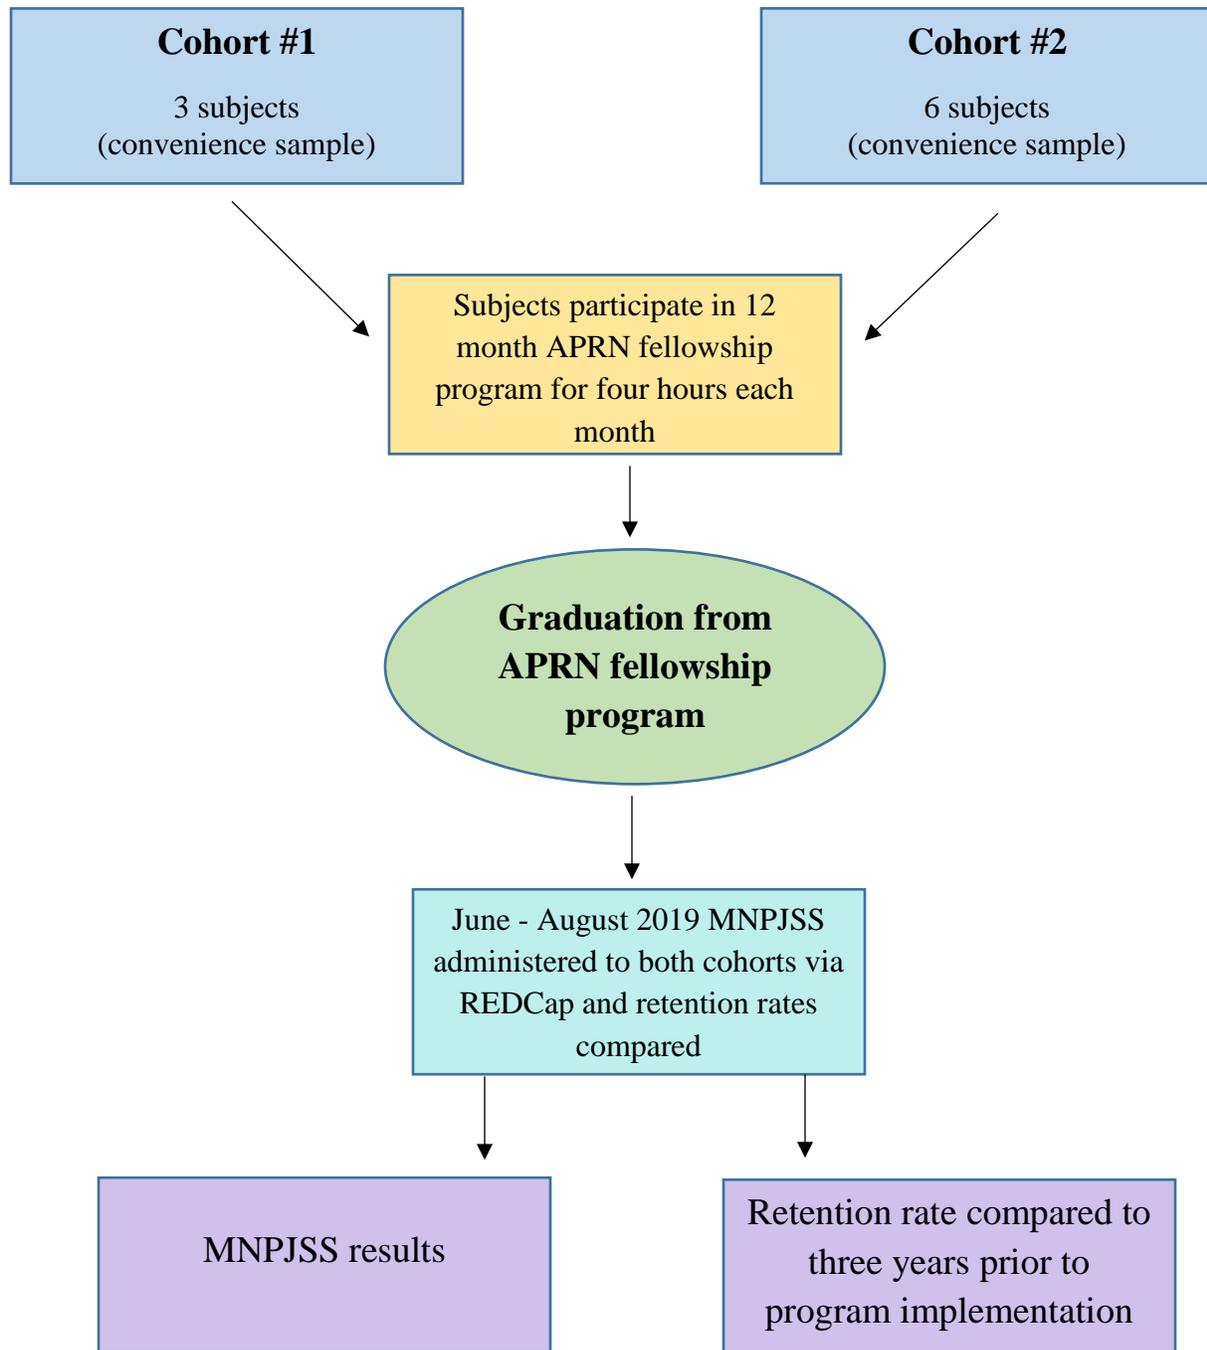 Cohort #1
3 subjects
(convenience sample)
Cohort #2
6 subjects
(convenience sample)
Subjects participate in 12
month APRN fellowship
program for four hours each
month
Graduation from
APRN fellowship
program
June - August 2019 MNPJSS
administered to both cohorts via
REDCap and retention rates
compared
MNPJSS results
Retention rate compared to
three years prior to
program implementation